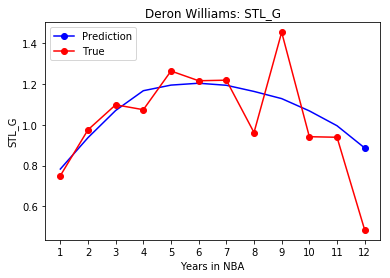 Deron Williams: STL_G
Prediction
True
STL_G
1.4
1.2
1.0
0.8
0.6
1 2 3 4 5 6 7 8 9 10 11 12
Years in NBA